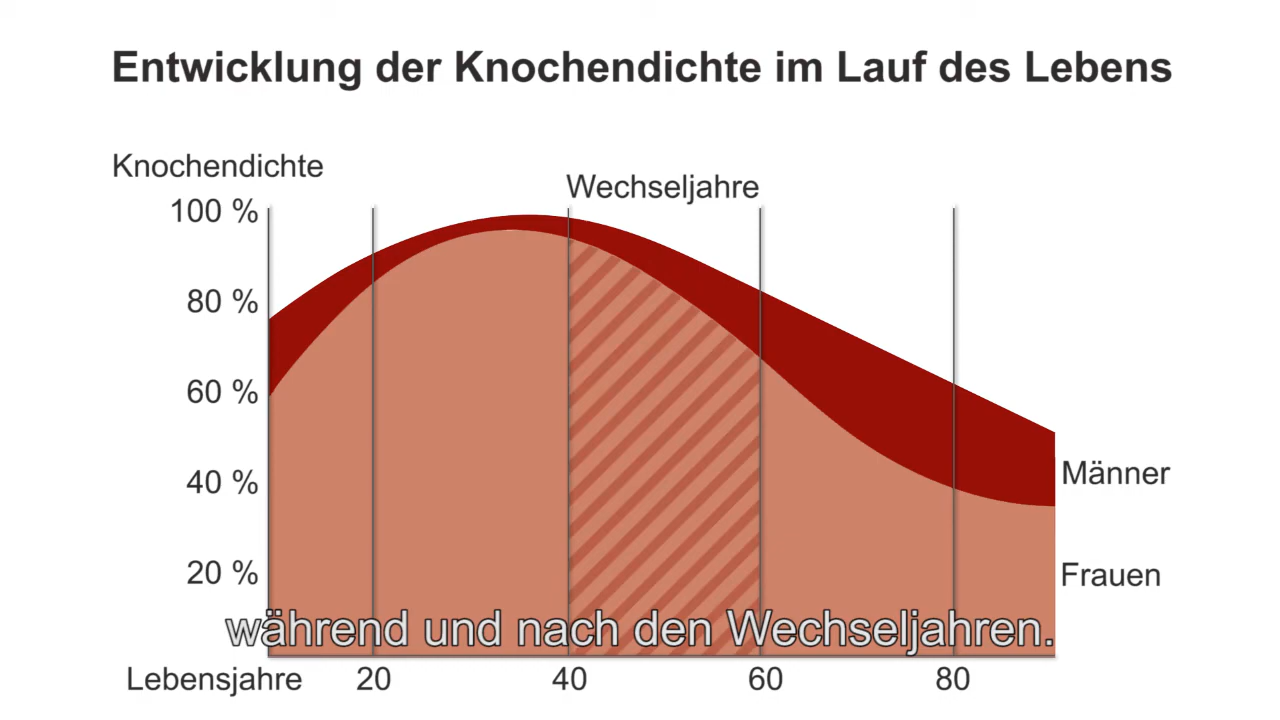 Entwicklung der Knochendichte im Lauf des Lebens
Knochendichte
Wechseljahre
100 %
80 %
60 %
40 %
20 %
Männer
Frauen
während und nach den Wechseljahren.
Lebensjahre 20 40 60 80